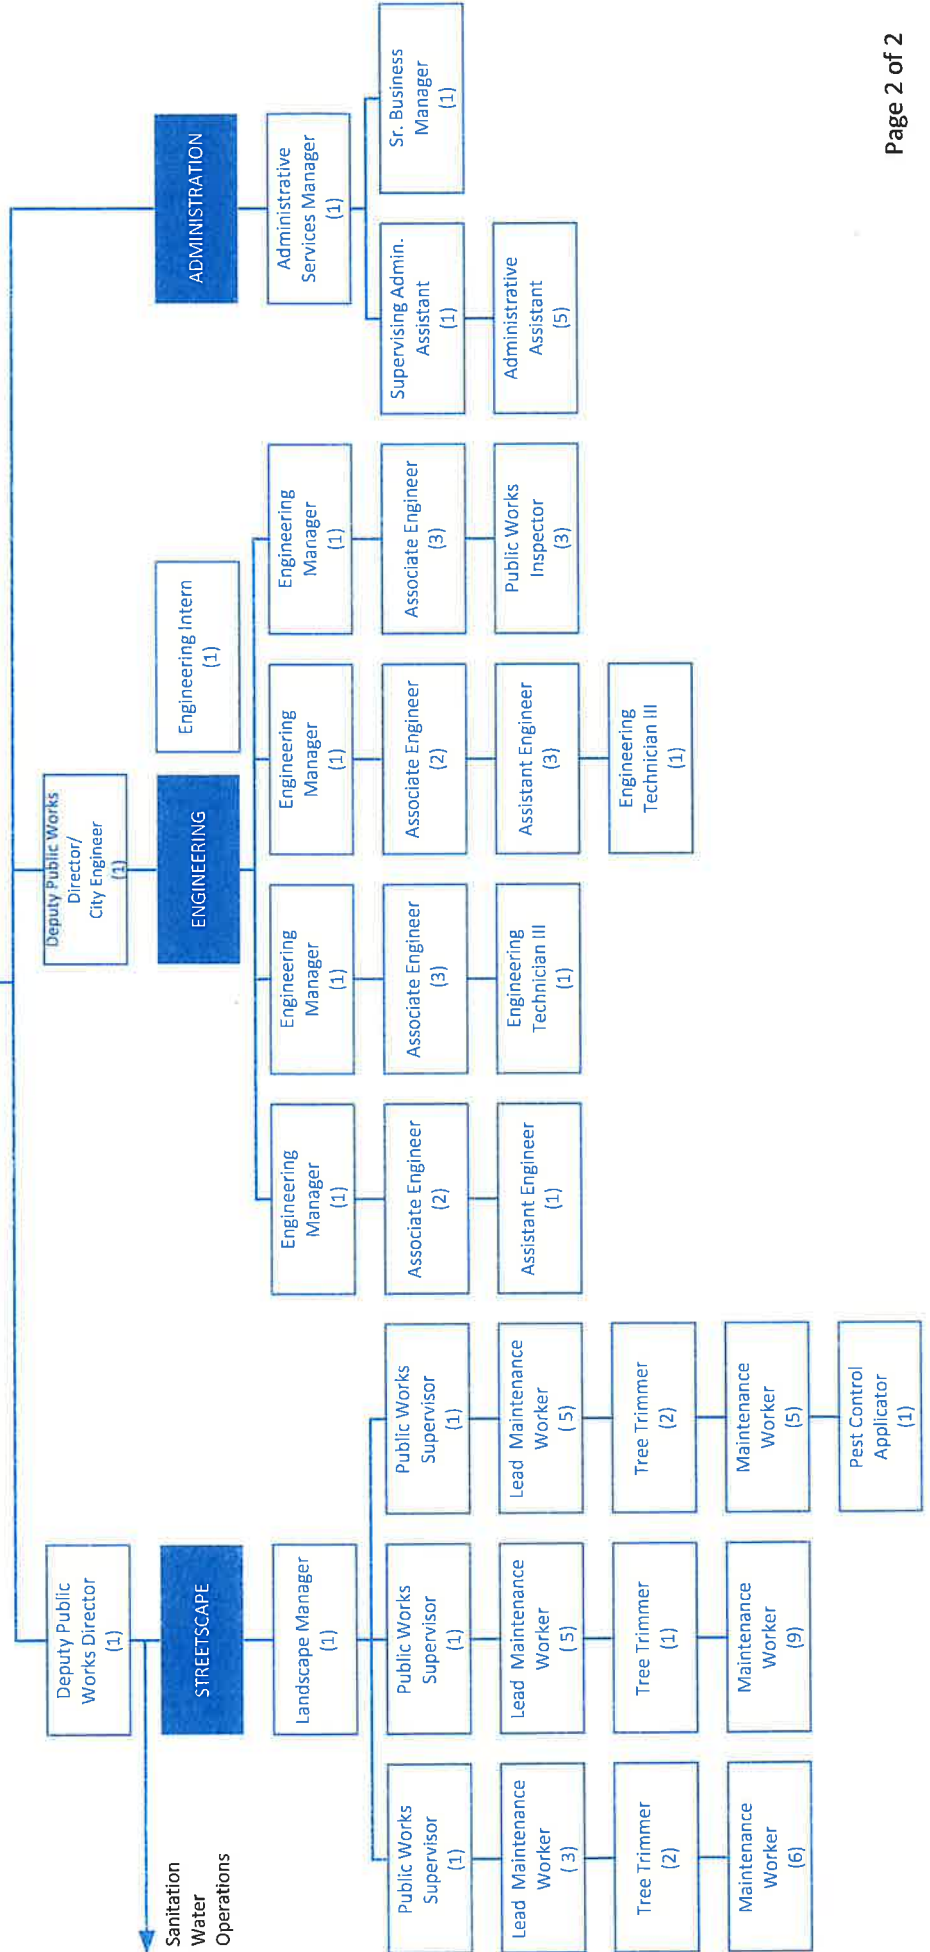 Sanitation
Water
Operations
Deputy Public
Works Director
(1)
STREETSCAPE
Landscape Manager
(1)
Public Works
Supervisor
(1)
Lead Maintenance
Worker
(3)
Tree Trimmer
(2)
Maintenance
Worker
(6)
Public Works
Supervisor
(1)
Lead Maintenance
Worker
(5)
Tree Trimmer
(1)
Maintenance
Worker
(9)
Public Works
Supervisor
(1)
Lead Maintenance
Worker
(5)
Tree Trimmer
(2)
Maintenance
Worker
(5)
Pest Control
Applicator
(1)
Deputy Public Works
Director/
City Engineer
(1)
ENGINEERING
Engineering Intern
(1)
Engineering
Manager
(1)
Associate Engineer
(2)
Assistant Engineer
(1)
Engineering
Manager
(1)
Associate Engineer
(3)
Engineering
Technician III
(1)
Engineering
Manager
(1)
Associate Engineer
(2)
Assistant Engineer
(3)
Engineering
Technician III
(1)
Engineering
Manager
(1)
Associate Engineer
(3)
Public Works
Inspector
(3)
ADMINISTRATION
Administrative
Services Manager
(1)
Supervising Admin.
Assistant
(1)
Administrative
Assistant
(5)
Sr. Business
Manager
(1)
Page 2 of 2